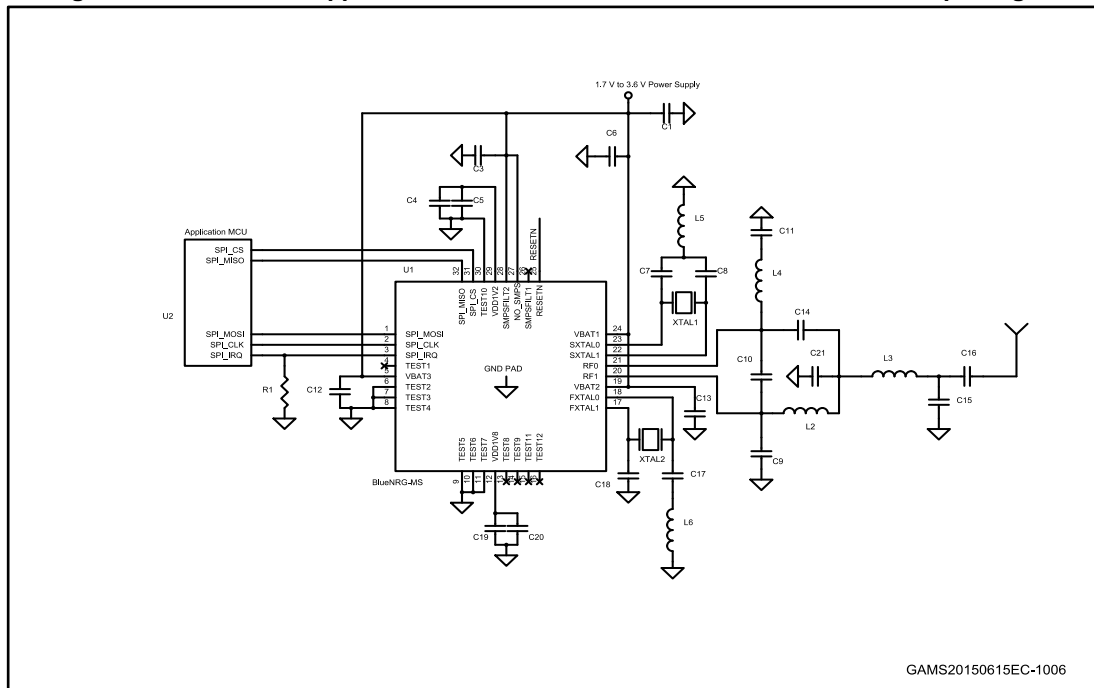 1.7 V to 3.6 V Power Supply
C1
C6
C3
C4
C5
L5
C11
L4
RESETN
Application MCU
SPI_CS
SPI_MISO
U2
SPI_MOSI
SPI_CLK
SPI_IRQ
R1
C12
U1
32
31
30
29
28
27
26
25
SPI_MISO
SPI_CS
TEST10
VDD1V2
SMPSFILT2
NO_SMPS
SMPSFILT1
RESETN
1 SPI_MOSI
2 SPI_CLK
3 SPI_IRQ
4 TEST1
5 VBAT3
6 TEST2
7 TEST3
8 TEST4
GND PAD
VBAT1 24
SXTAL0 23
SXTAL1 22
RF0 21
RF1 20
VBAT2 19
FXTAL0 18
FXTAL1 17
TEST5
TEST6
TEST7
VDD1V8
TEST8
TEST9
TEST11
TEST12
9
10
11
12
13
14
15
16
BlueNRG-MS
C7
C8
XTAL1
C14
C10
C21
L3
C16
C15
L2
C13
C9
XTAL2
C18
C17
L6
C19
C20
GAMS20150615EC-1006